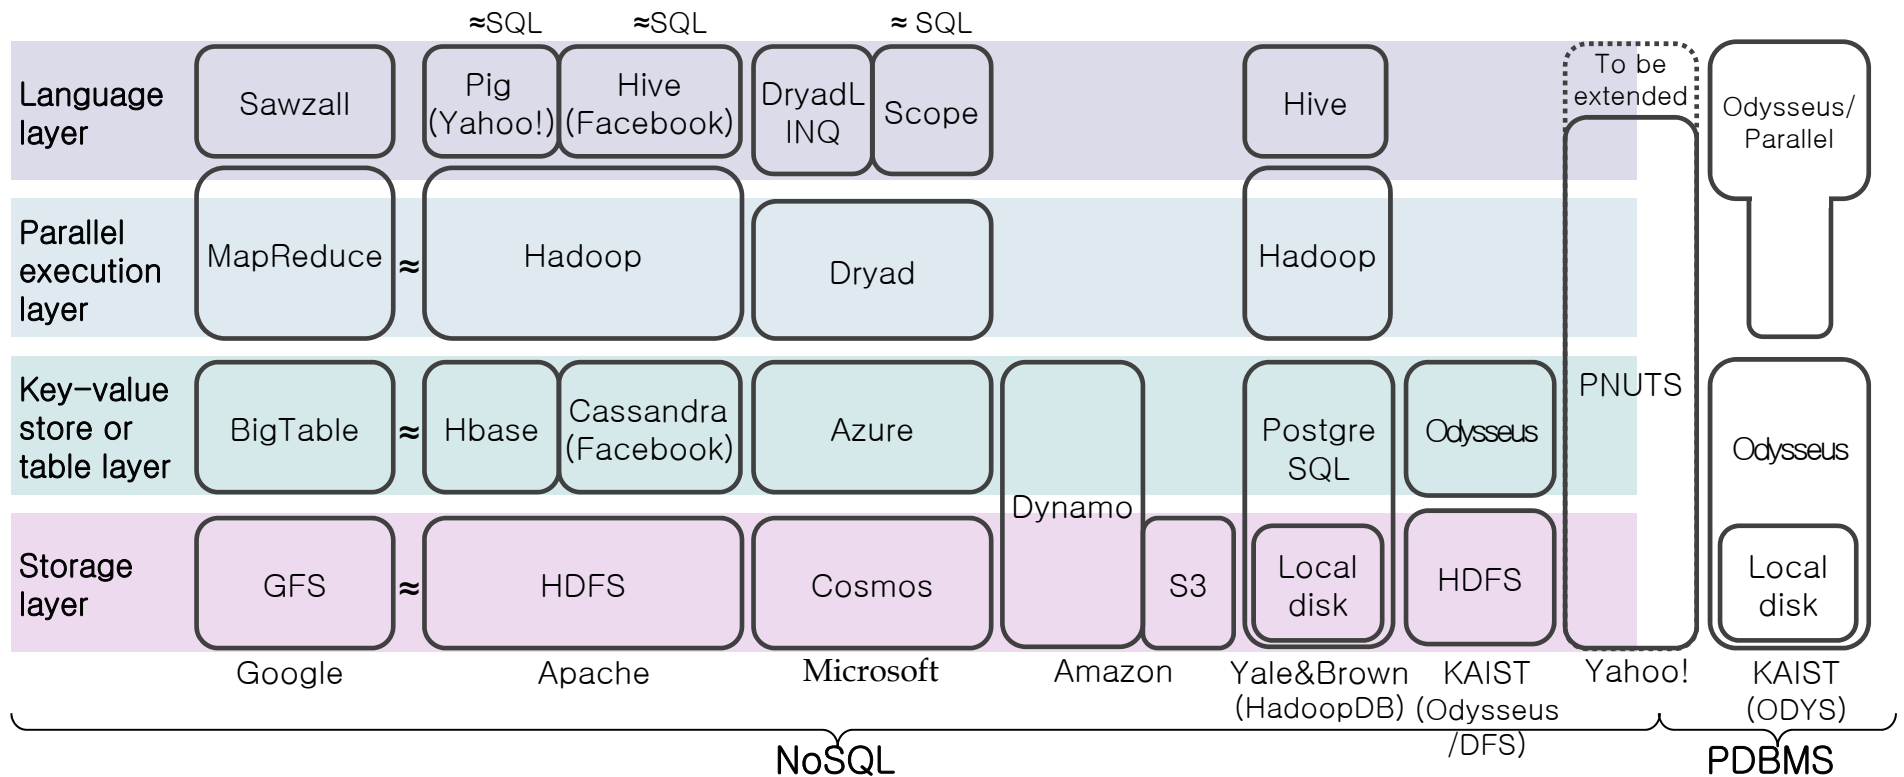 ≈SQL
≈SQL
≈ SQL
Language
layer
Sawzall
Pig
(Yahoo!)
Hive
(Facebook)
DryadL
INQ
Scope
Hive
To be
extended
Odysseus/
Parallel
Parallel
execution
layer
MapReduce
≈
Hadoop
Dryad
Hadoop
Key-value
store or
table layer
BigTable
≈
Hbase
Cassandra
(Facebook)
Azure
Dynamo
Postgre
SQL
Odysseus
PNUTS
Odysseus
Storage
layer
GFS
≈
HDFS
Cosmos
S3
Local
disk
HDFS
Local
disk
Google
Apache
Microsoft
Amazon
Yale&Brown
(HadoopDB)
KAIST
(Odysseus
/DFS)
Yahoo!
KAIST
(ODYS)
NoSQL
PDBMS